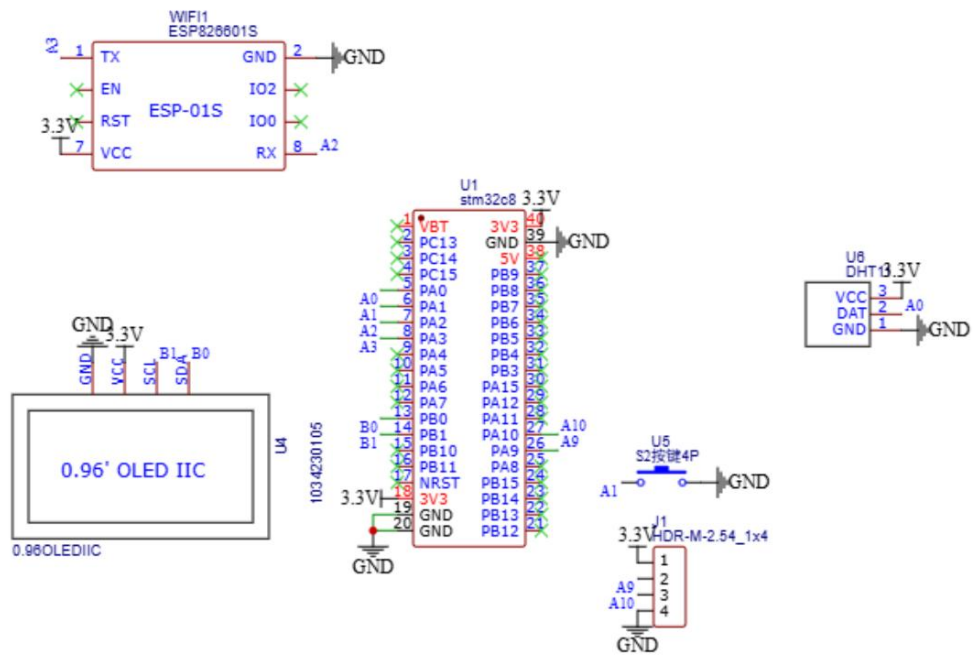 WIFI1
ESP826601S
A3 1 TX GND 2 GND
EN IO2
ESP-01S
RST IO0
3.3V
7 VCC RX 8 A2
U1
stm32c8 3.3V
1 VBT 3V3 40
2 PC13 GND 39 GND
3 PC14 5V 38
4 PC15 PB9 37
5 PA0 PB8 36
A0 6 PA1 PB7 35
A1 7 PA2 PB6 34
A2 8 PA3 PB5 33
A3 9 PA4 PB4 32
10 PA5 PB3 31
11 PA6 PA15 30
12 PA7 PA12 29
13 PB0 PA11 28
B0 14 PB1 PA10 27 A10
B1 15 PB10 PA9 26 A9
16 PB11 PA8 25
17 NRST PB15 24
3.3V 18 3V3 PB14 23
19 GND PB13 22
20 GND PB12 21
GND
U6
DHT11 3.3V
VCC 3
DAT 2 A0
GND 1 GND
GND 3.3V
B1 B0
GND VCC SCL SDA
0.96' OLED IIC
U4
1034230105
0.96OLEDIIC
U5
S2按键4P
A1 GND
J1
3.3V HDR-M-2.54_1x4
1
2
A9 3
A10 4
GND